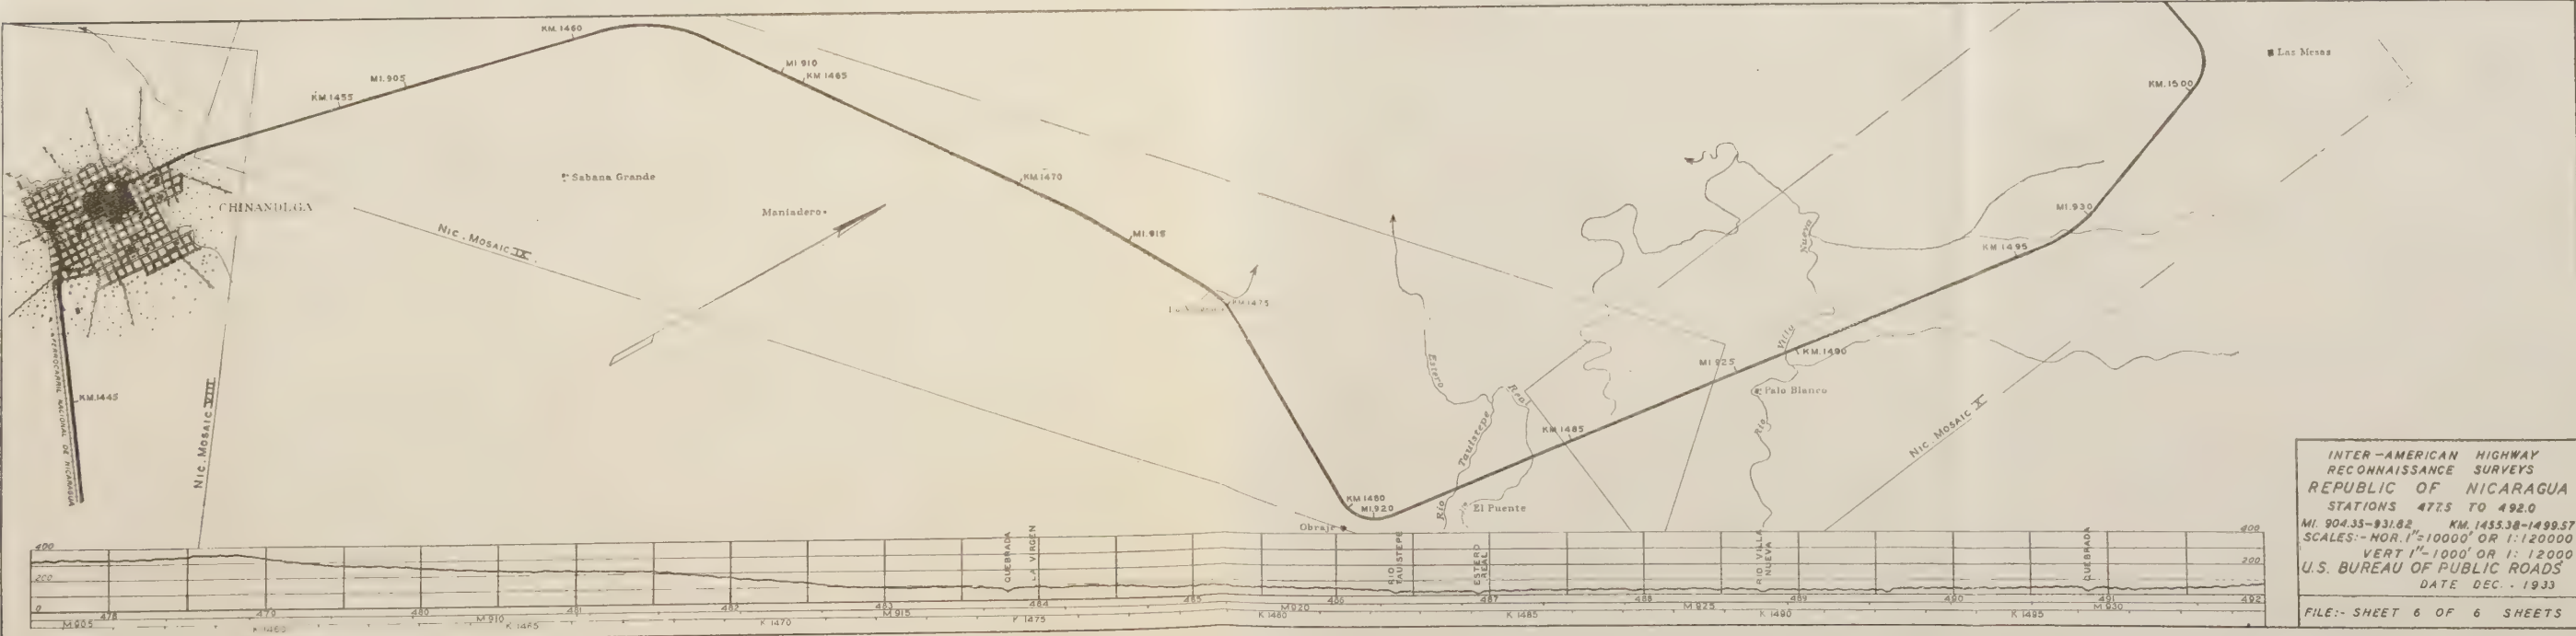 KM. 1460
MI. 905
KM. 1455
MI 910
KM 1465
Las Mesas
KM. 1500
Sabana Grande
KM 1470
CHINANDEGA
Maniadero
MI. 930
NIC. MOSAIC IX
MI. 915
Nueva
KM 1495
KM 1475
FERROCARRIL NACIONAL DE NICARAGUA
KM. 1445
NIC. MOSAIC VIII
Estero
Real
MI 925
Villa
KM. 1490
Palo Blanco
Rio
NIC. MOSAIC X
Tauistepe
Rio
KM 1485
KM 1480
MI. 920
El Puente
Obraje
400
200
0
QUEBRADA
LA VIRGEN
RIO
TAUISTEPE
ESTERO
REAL
RIO VILLA
NUEVA
QUEBRADA
400
200
478 479 480 481 482 483 484 485 486 487 488 489 490 491 492
M 905 M 910 M 915 M 920 M 925 M 930
K 1460 K 1465 K 1470 K 1475 K 1480 K 1485 K 1490 K 1495
INTER-AMERICAN HIGHWAY
RECONNAISSANCE SURVEYS
REPUBLIC OF NICARAGUA
STATIONS 477.5 TO 492.0
MI. 904.35-931.82 KM. 1455.38-1499.57
SCALES:- HOR. 1"=10000' OR 1:120000
VERT 1"-1000' OR 1: 12000
U.S. BUREAU OF PUBLIC ROADS
DATE DEC. - 1933
FILE:- SHEET 6 OF 6 SHEETS